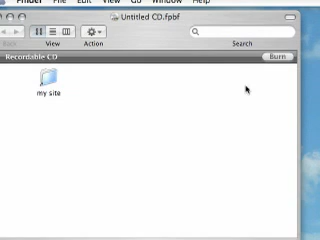 Finder File Edit View Go Window Help
Untitled CD.fpbf
Back View Action Search
Recordable CD Burn
my site